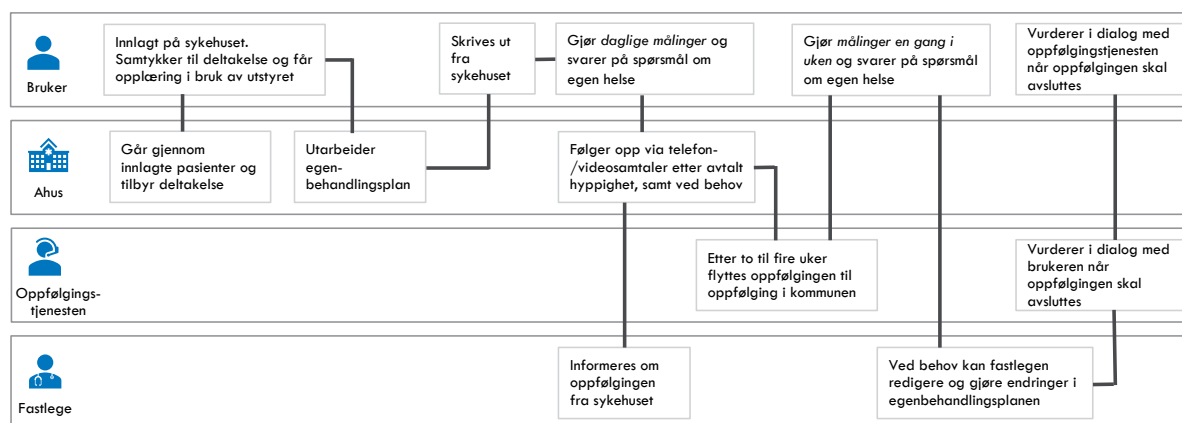 Bruker
Innlagt på sykehuset.
Samtykker til deltakelse og får
opplæring i bruk av utstyret
Skrives ut
fra
sykehuset
Gjør daglige målinger og
svarer på spørsmål om
egen helse
Gjør målinger en gang i
uken og svarer på spørsmål
om egen helse
Vurderer i dialog med
oppfølgingstjenesten
når oppfølgingen skal
avsluttes
Ahus
Går gjennom
innlagte pasienter og
tilbyr deltakelse
Utarbeider
egen-
behandlingsplan
Følger opp via telefon-
/videosamtaler etter avtalt
hyppighet, samt ved behov
Oppfølgings-
tjenesten
Etter to til fire uker
flyttes oppfølgingen til
oppfølging i kommunen
Vurderer i dialog med
brukeren når
oppfølgingen skal
avsluttes
Fastlege
Informeres om
oppfølgingen
fra sykehuset
Ved behov kan fastlegen
redigere og gjøre endringer i
egenbehandlingsplanen